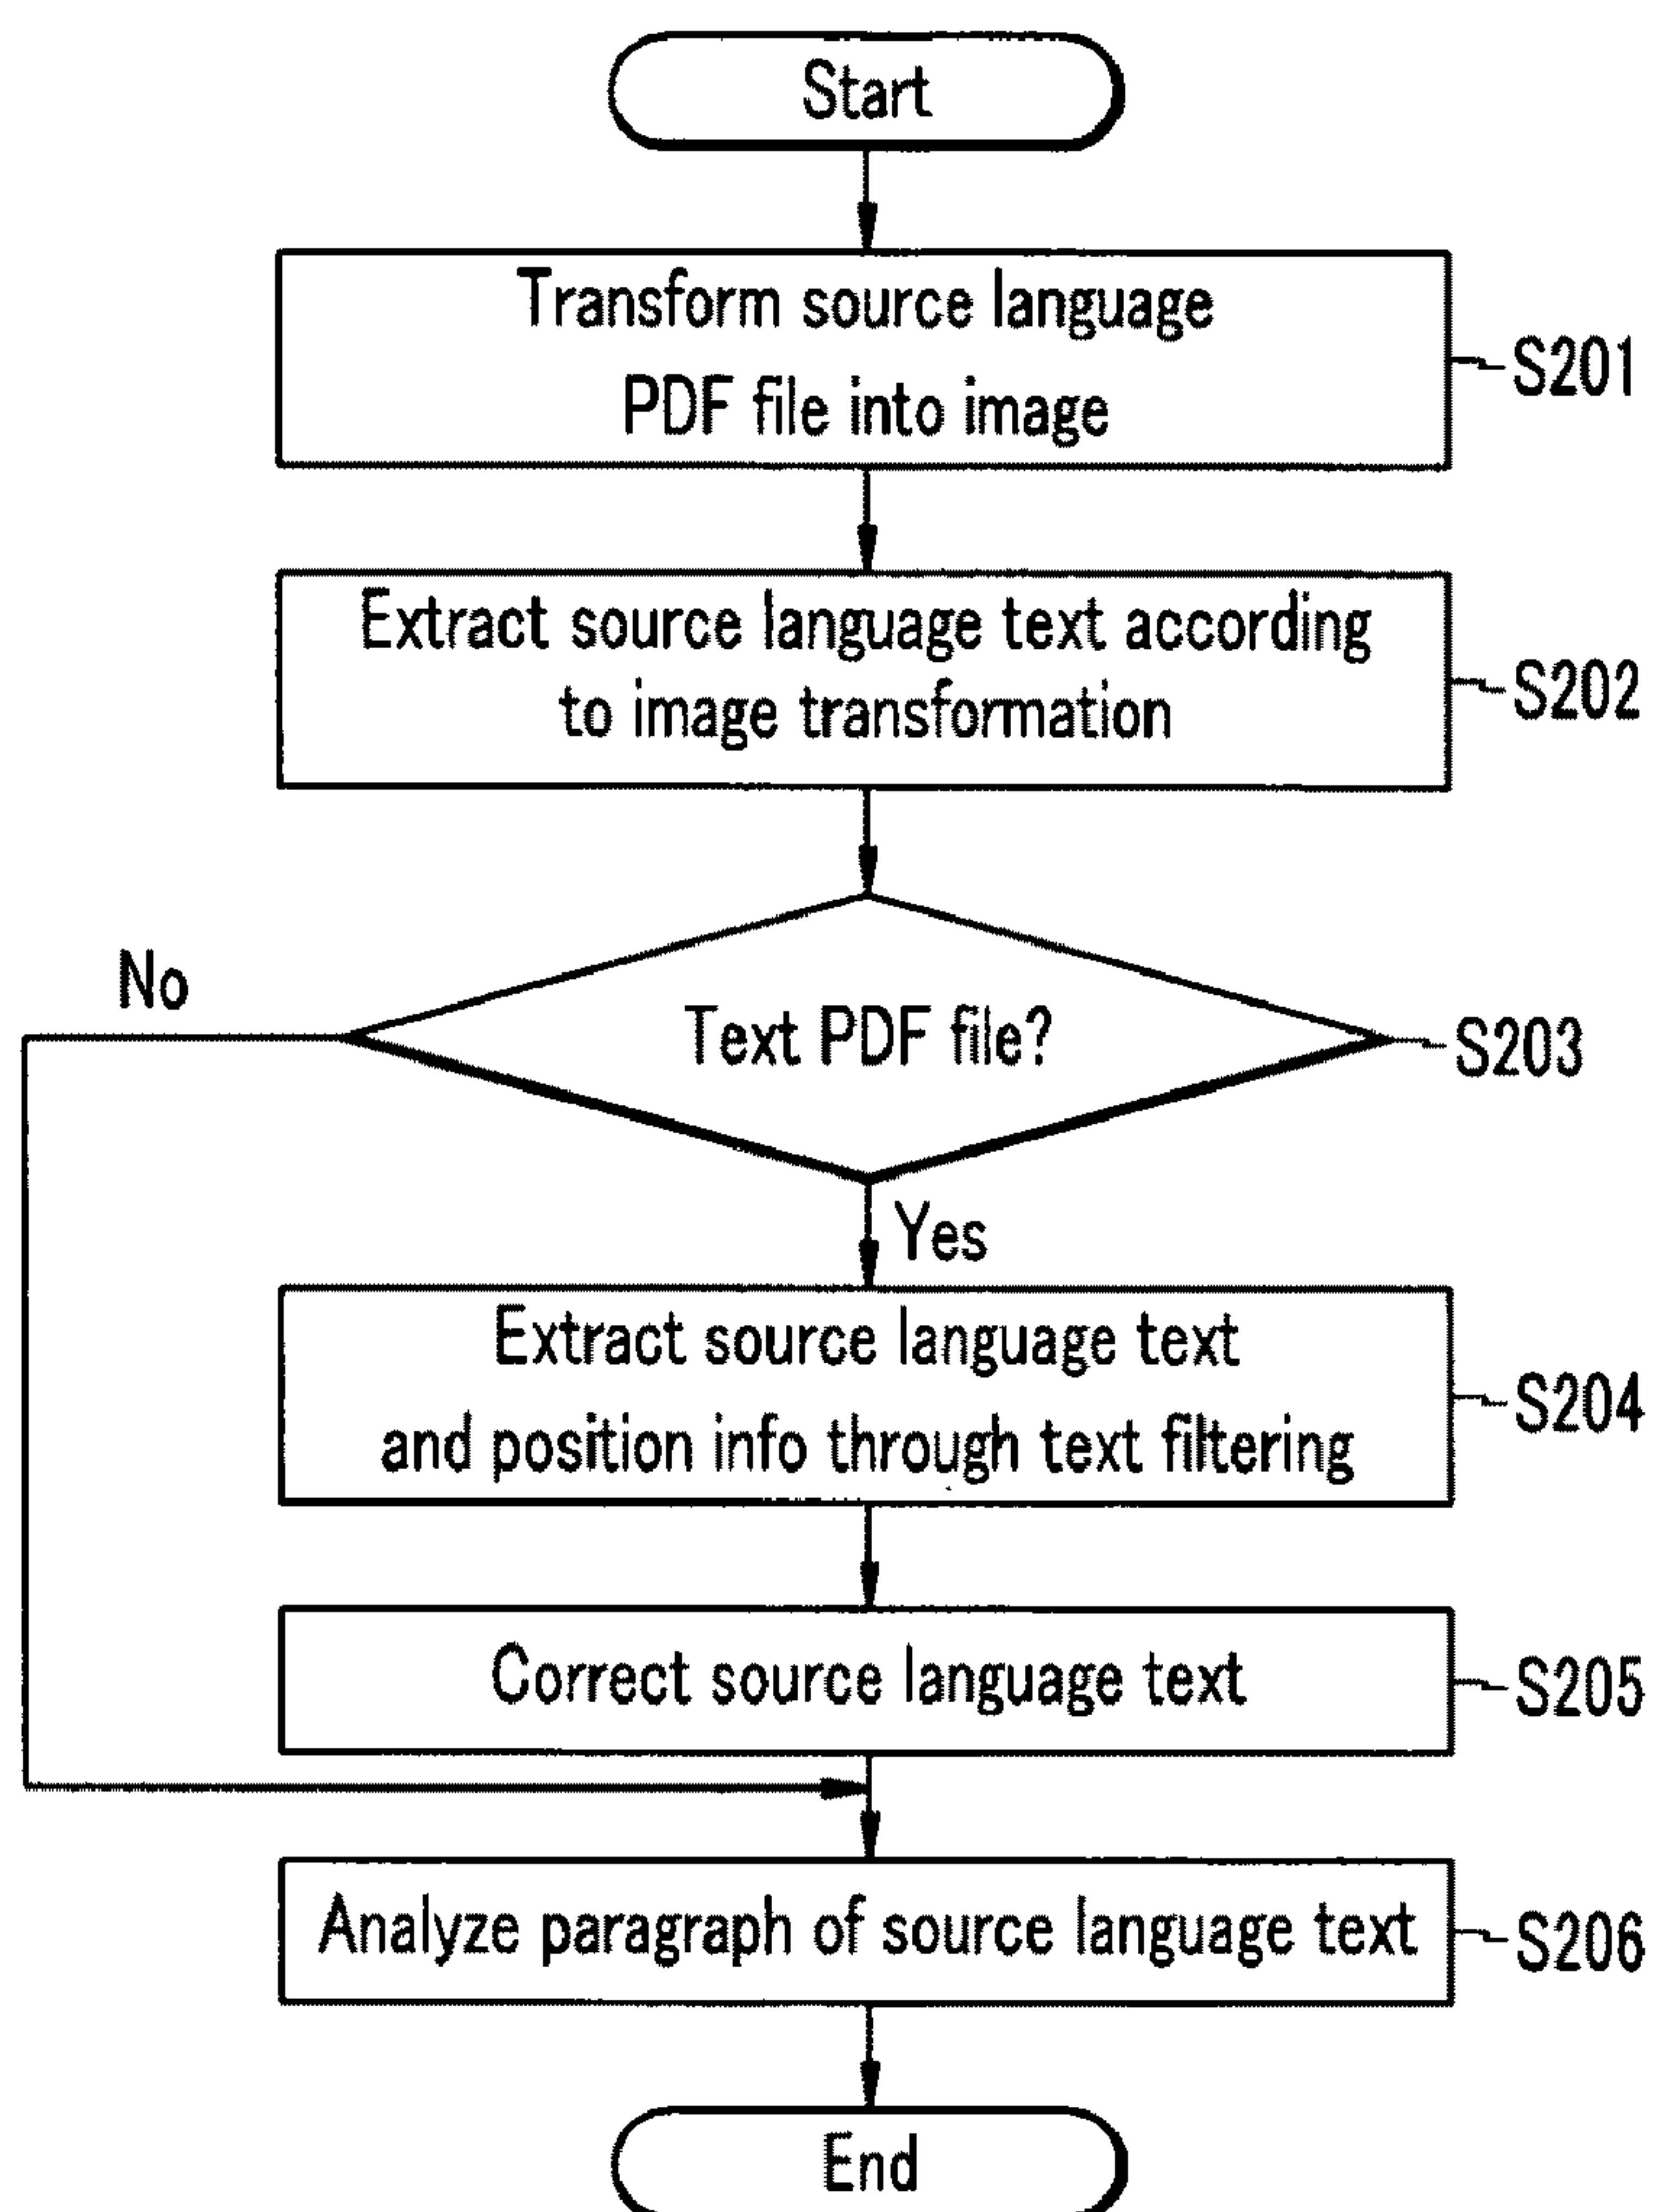 Start
Transform source language
PDF file into image
S201
Extract source language text according
to image transformation
S202
No
Text PDF file?
S203
Yes
Extract source language text
and position info through text filtering
S204
Correct source language text
S205
Analyze paragraph of source language text
S206
End